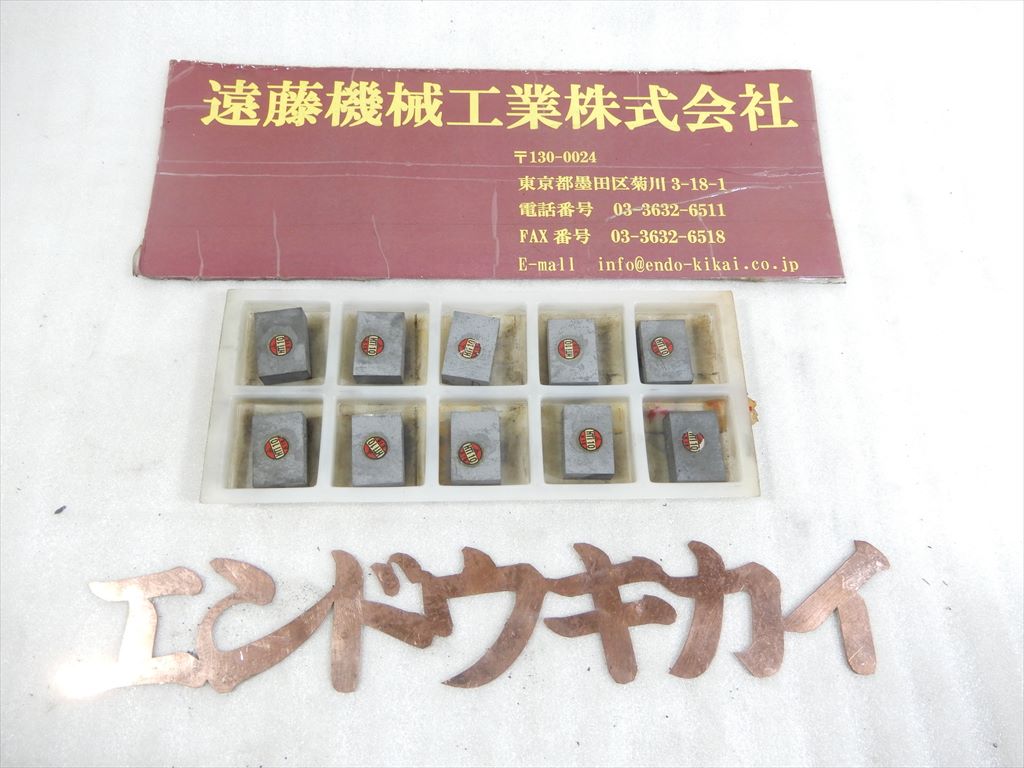 遠藤機械工業株式会社
〒130-0024
東京都墨田区菊川 3-18-1
電話番号 03-3632-6511
FAX 番号 03-3632-6518
E-mail info@endo-kikai.co.jp
エンドウキカイ